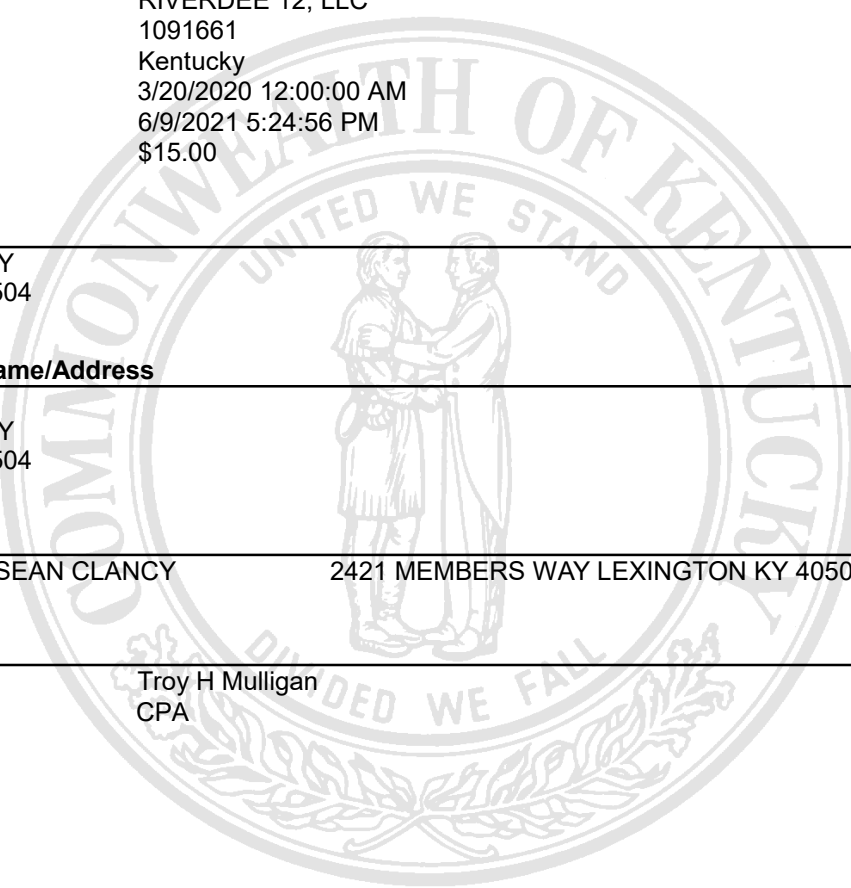 RIVERDEE 12, LLC
1091661
Kentucky
3/20/2020 12:00:00 AM
6/9/2021 5:24:56 PM
$15.00
COMMONWEALTH OF KENTUCKY
UNITED WE STAND
Y
504
ame/Address
Y
504
SEAN CLANCY 2421 MEMBERS WAY LEXINGTON KY 4050
DIVIDED WE FALL
Troy H Mulligan
CPA